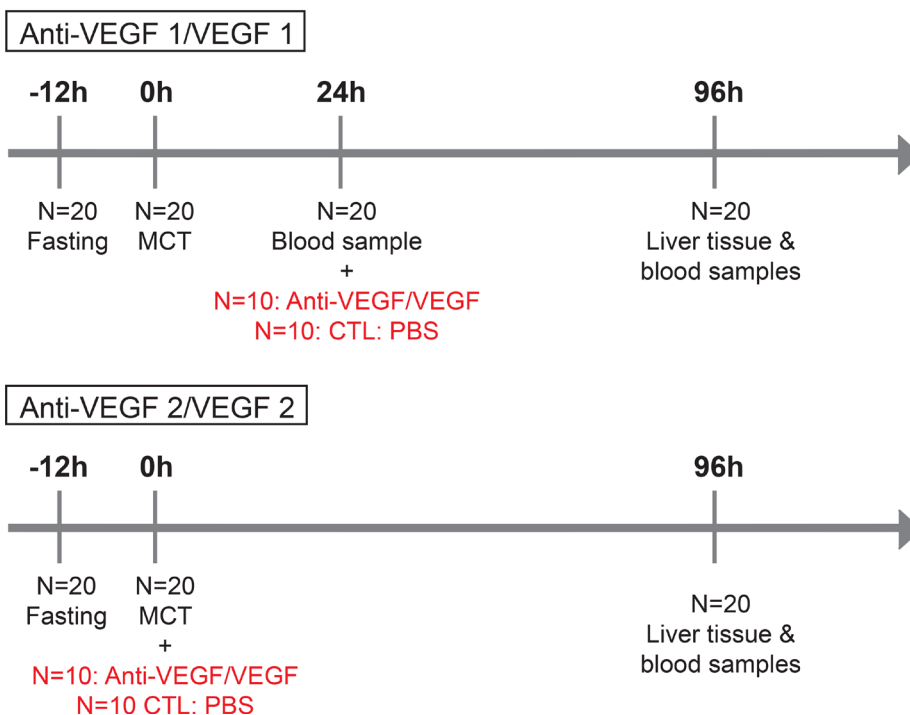 Anti-VEGF 1/VEGF 1
-12h 0h 24h 96h
N=20 N=20 N=20 N=20
Fasting MCT Blood sample Liver tissue &
+ blood samples
N=10: Anti-VEGF/VEGF
N=10: CTL: PBS
Anti-VEGF 2/VEGF 2
-12h 0h 96h
N=20 N=20 N=20
Fasting MCT Liver tissue &
+ blood samples
N=10: Anti-VEGF/VEGF
N=10 CTL: PBS